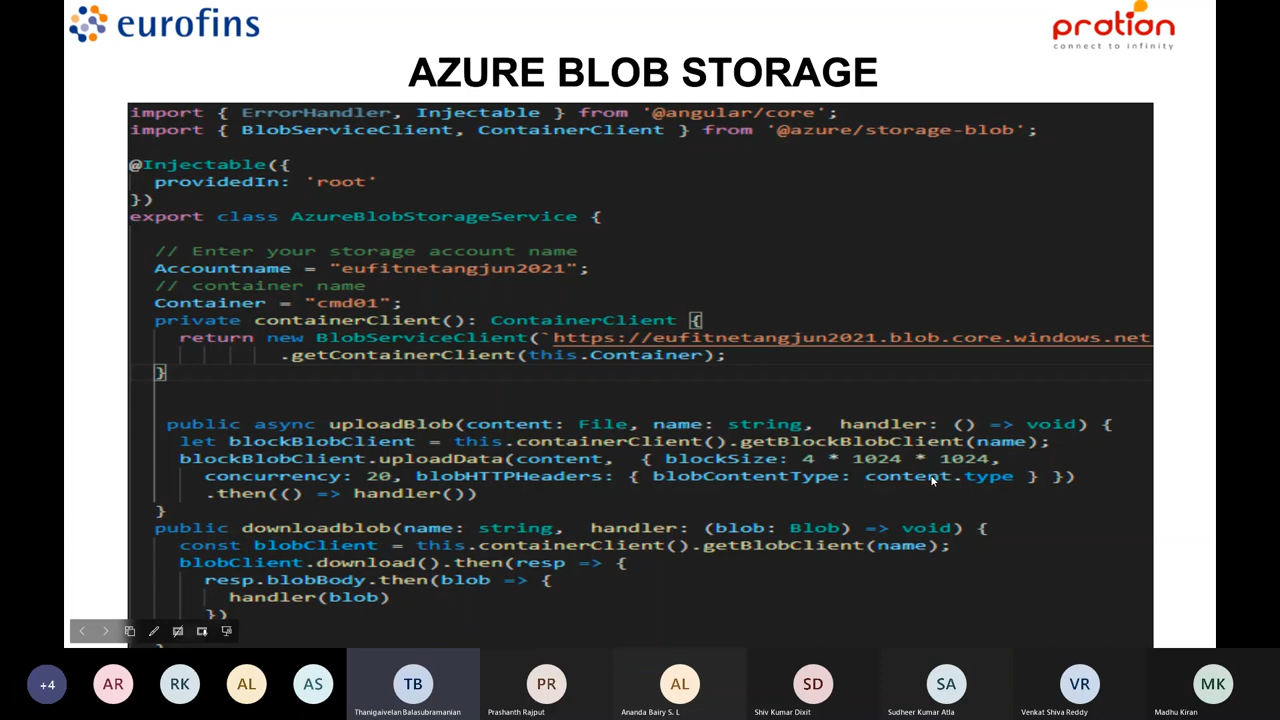 eurofins
protian
connect to infinity
AZURE BLOB STORAGE
import { ErrorHandler, Injectable } from '@angular/core';
import { BlobServiceClient, ContainerClient } from '@azure/storage-blob';
@Injectable({
providedIn: 'root'
})
export class AzureBlobStorageService {
// Enter your storage account name
Accountname = "eufitnetangjun2021";
// container name
Container = "cmd01";
private containerClient(): ContainerClient {
return new BlobServiceClient(`https://eufitnetangjun2021.blob.core.windows.net
.getContainerClient(this.Container);
}
public async uploadBlob(content: File, name: string, handler: () => void) {
let blockBlobClient = this.containerClient().getBlockBlobClient(name);
blockBlobClient.uploadData(content, { blockSize: 4 * 1024 * 1024,
concurrency: 20, blobHTTPHeaders: { blobContentType: content.type } })
.then(() => handler())
}
public downloadblob(name: string, handler: (blob: Blob) => void) {
const blobClient = this.containerClient().getBlobClient(name);
blobClient.download().then(resp => {
resp.blobBody.then(blob => {
handler(blob)
})
+4
AR
RK
AL
AS
TB
PR
AL
SD
SA
VR
MK
Thanigaivelan Balasubramanian
Prashanth Rajput
Ananda Bairy S. L
Shiv Kumar Dixit
Sudheer Kumar Atla
Venkat Shiva Reddy
Madhu Kiran